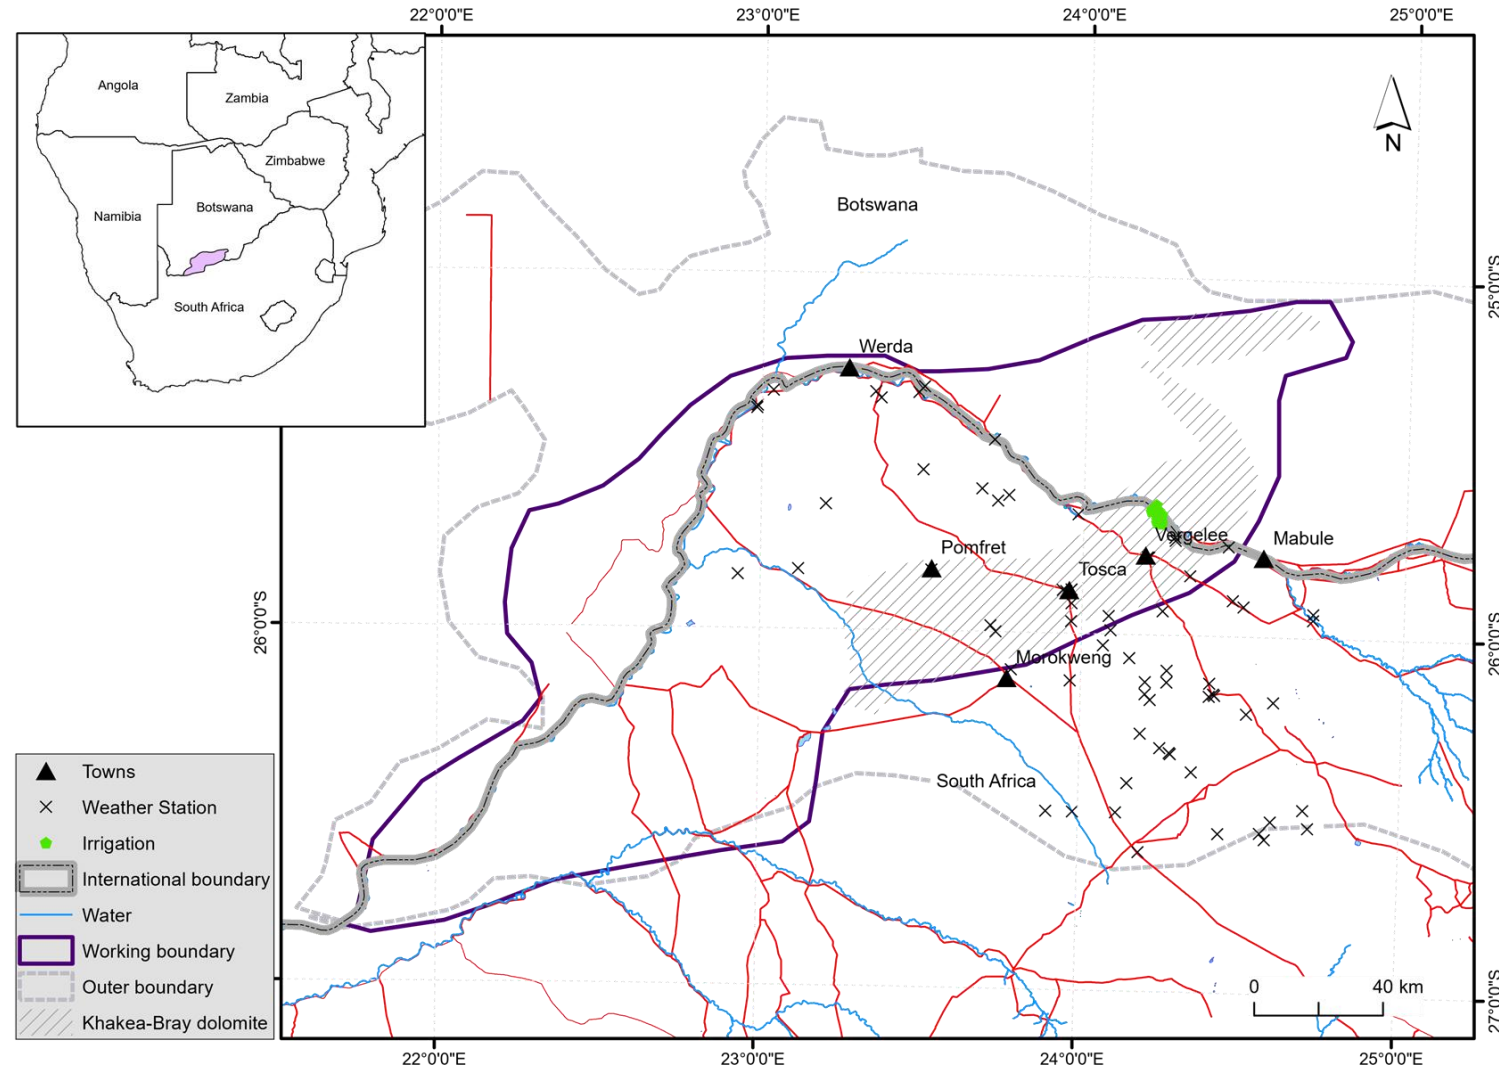 22°0'0"E
23°0'0"E
24°0'0"E
25°0'0"E
Angola
Zambia
Zimbabwe
Namibia
Botswana
South Africa
N
Botswana
25°0'0"S
Werda
Mabule
Vergelee
Pomfret
Tosca
26°0'0"S
26°0'0"S
Morokweng
South Africa
Towns
Weather Station
Irrigation
International boundary
Water
Working boundary
Outer boundary
Khakea-Bray dolomite
0 40 km
27°0'0"S
22°0'0"E
23°0'0"E
24°0'0"E
25°0'0"E